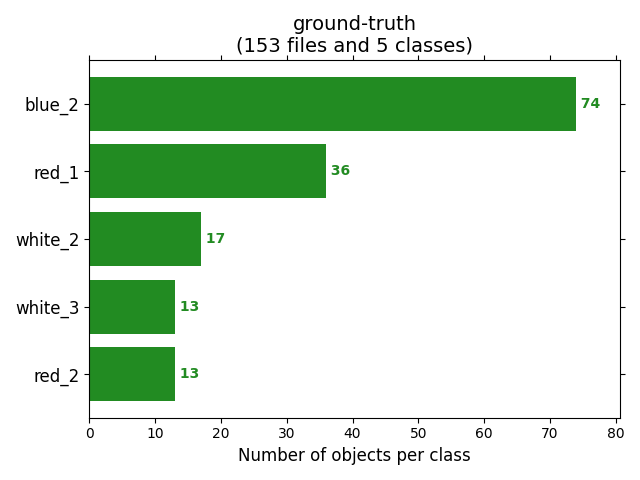 ground-truth
(153 files and 5 classes)
blue_2 74
red_1 36
white_2 17
white_3 13
red_2 13
0 10 20 30 40 50 60 70 80
Number of objects per class